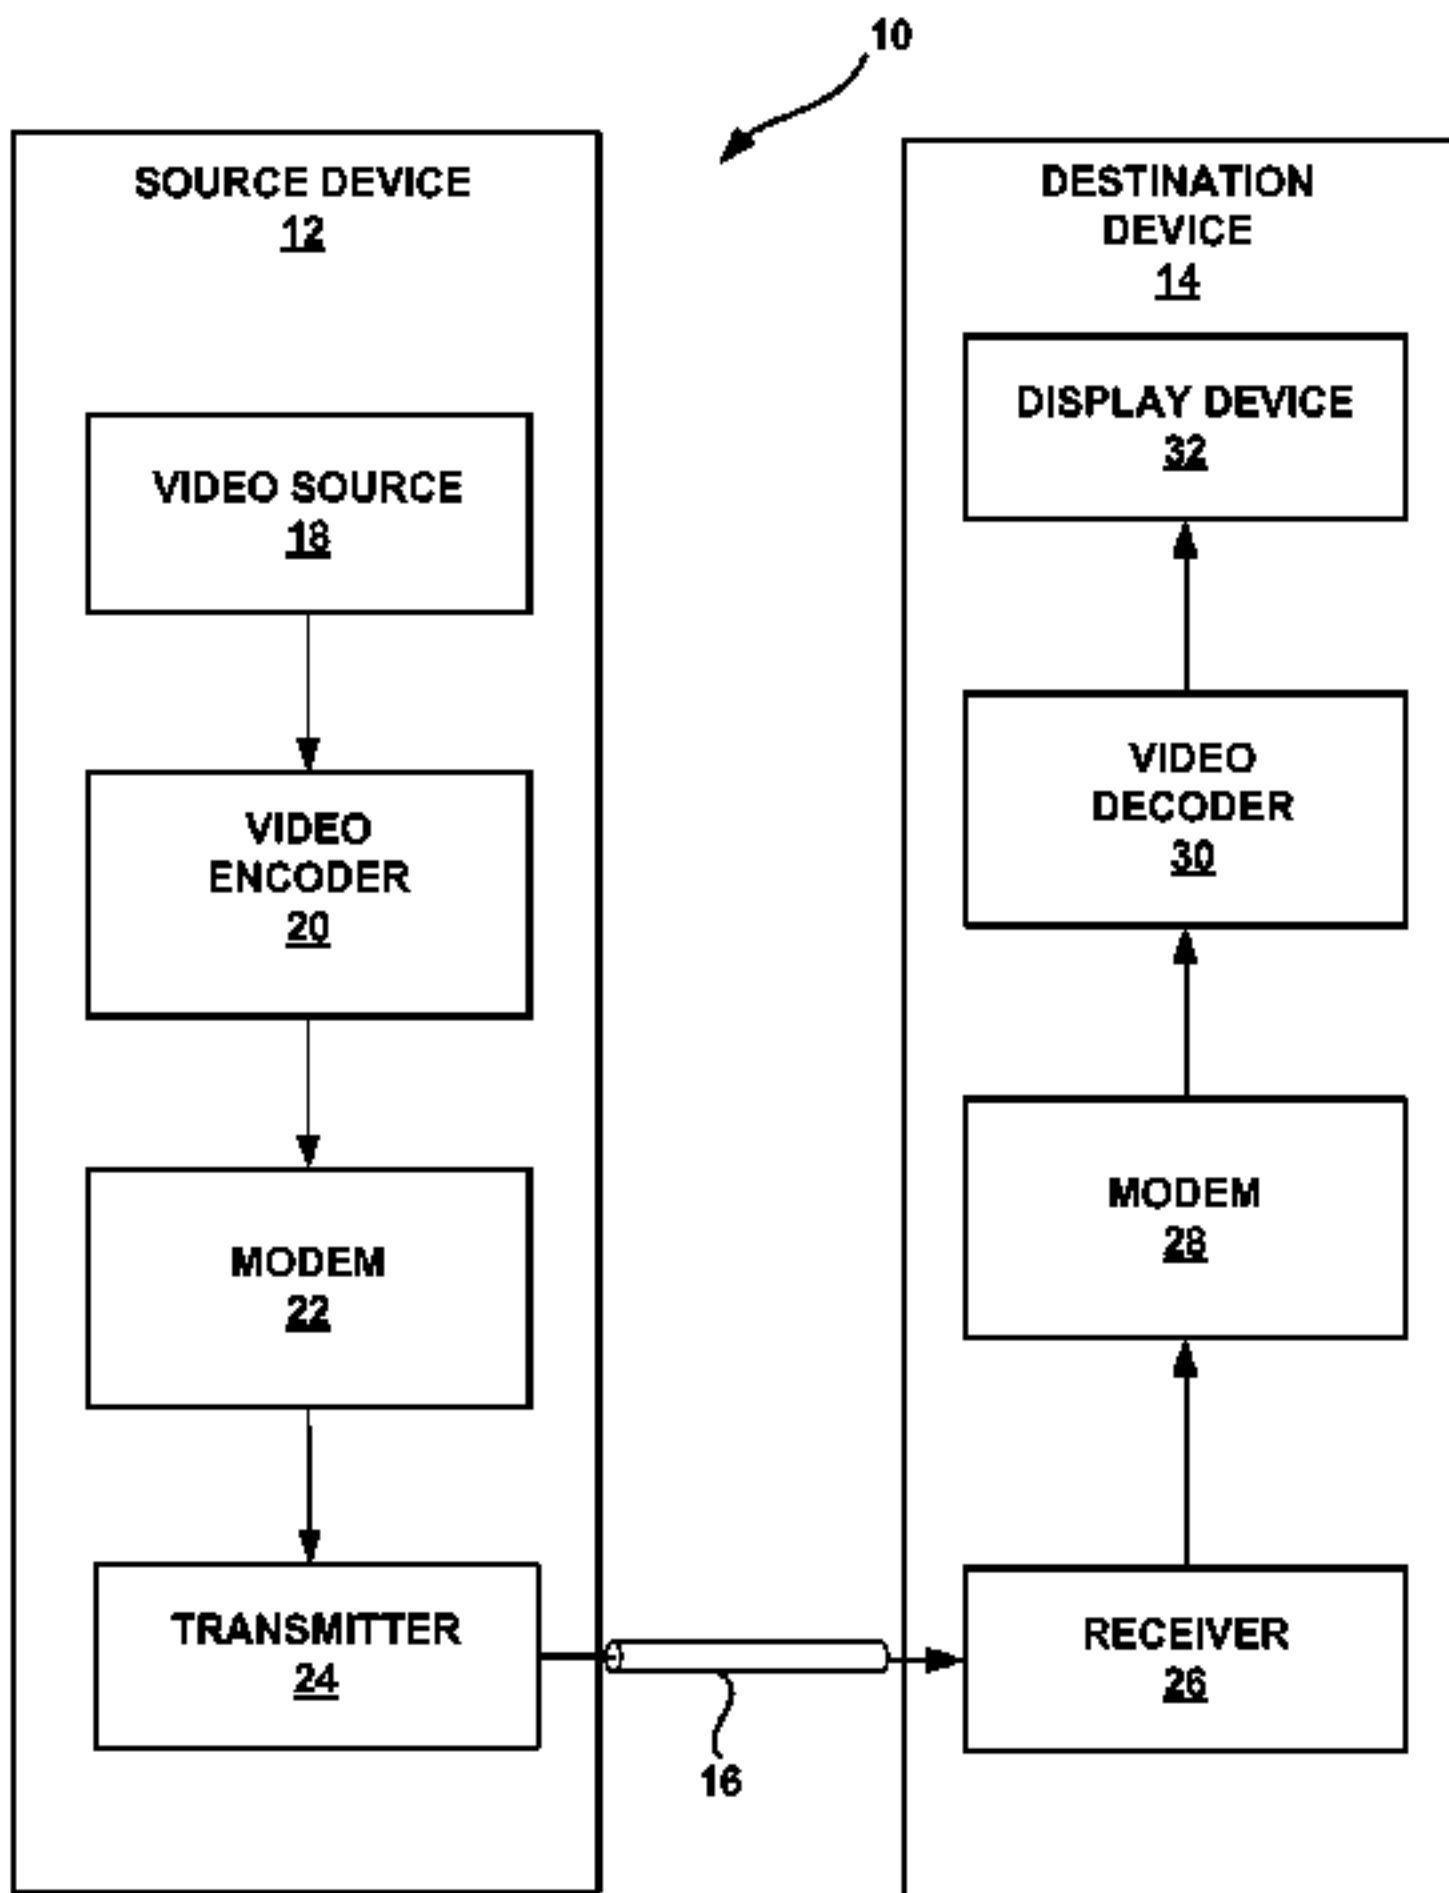 10
SOURCE DEVICE
12
VIDEO SOURCE
18
VIDEO
ENCODER
20
MODEM
22
TRANSMITTER
24
16
DESTINATION
DEVICE
14
DISPLAY DEVICE
32
VIDEO
DECODER
30
MODEM
28
RECEIVER
26